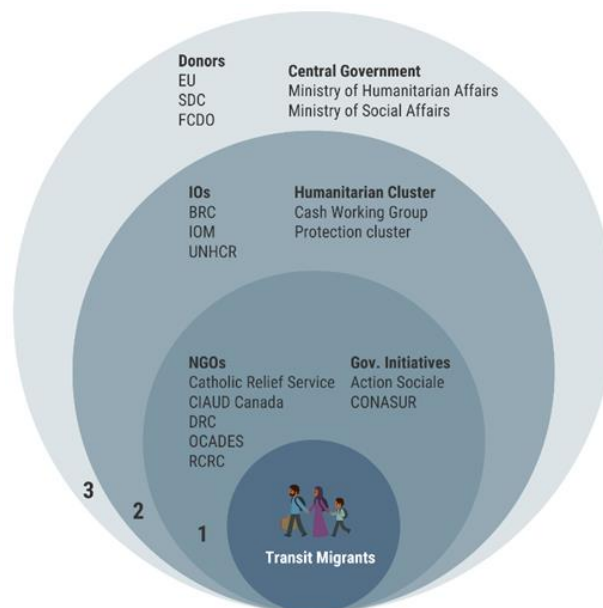 Donors
EU
SDC
FCDO
Central Government
Ministry of Humanitarian Affairs
Ministry of Social Affairs
IOs
BRC
IOM
UNHCR
Humanitarian Cluster
Cash Working Group
Protection cluster
NGOs
Catholic Relief Service
CIAUD Canada
DRC
OCADES
RCRC
Gov. Initiatives
Action Sociale
CONASUR
3
2
1
Transit Migrants